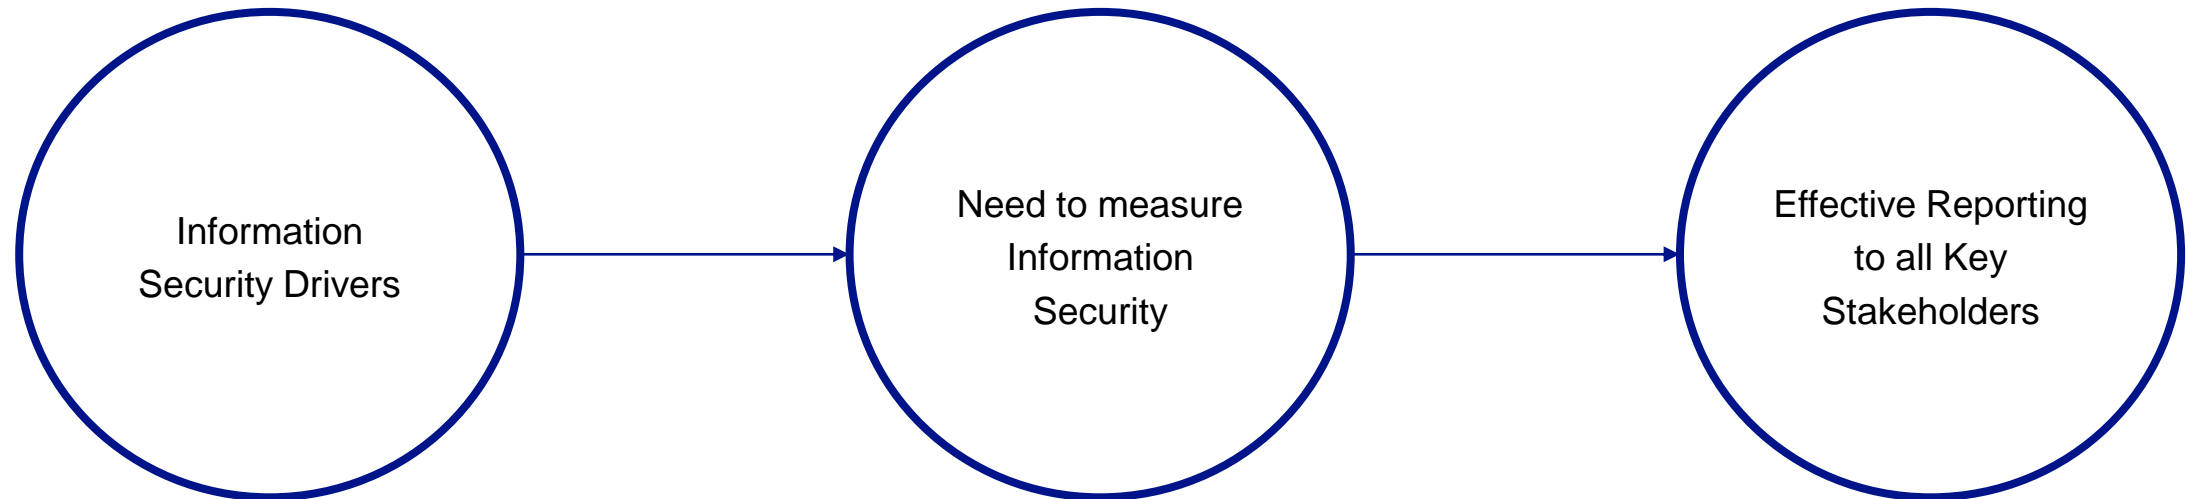 Information
Security Drivers
Need to measure
Information
Security
Effective Reporting
to all Key
Stakeholders